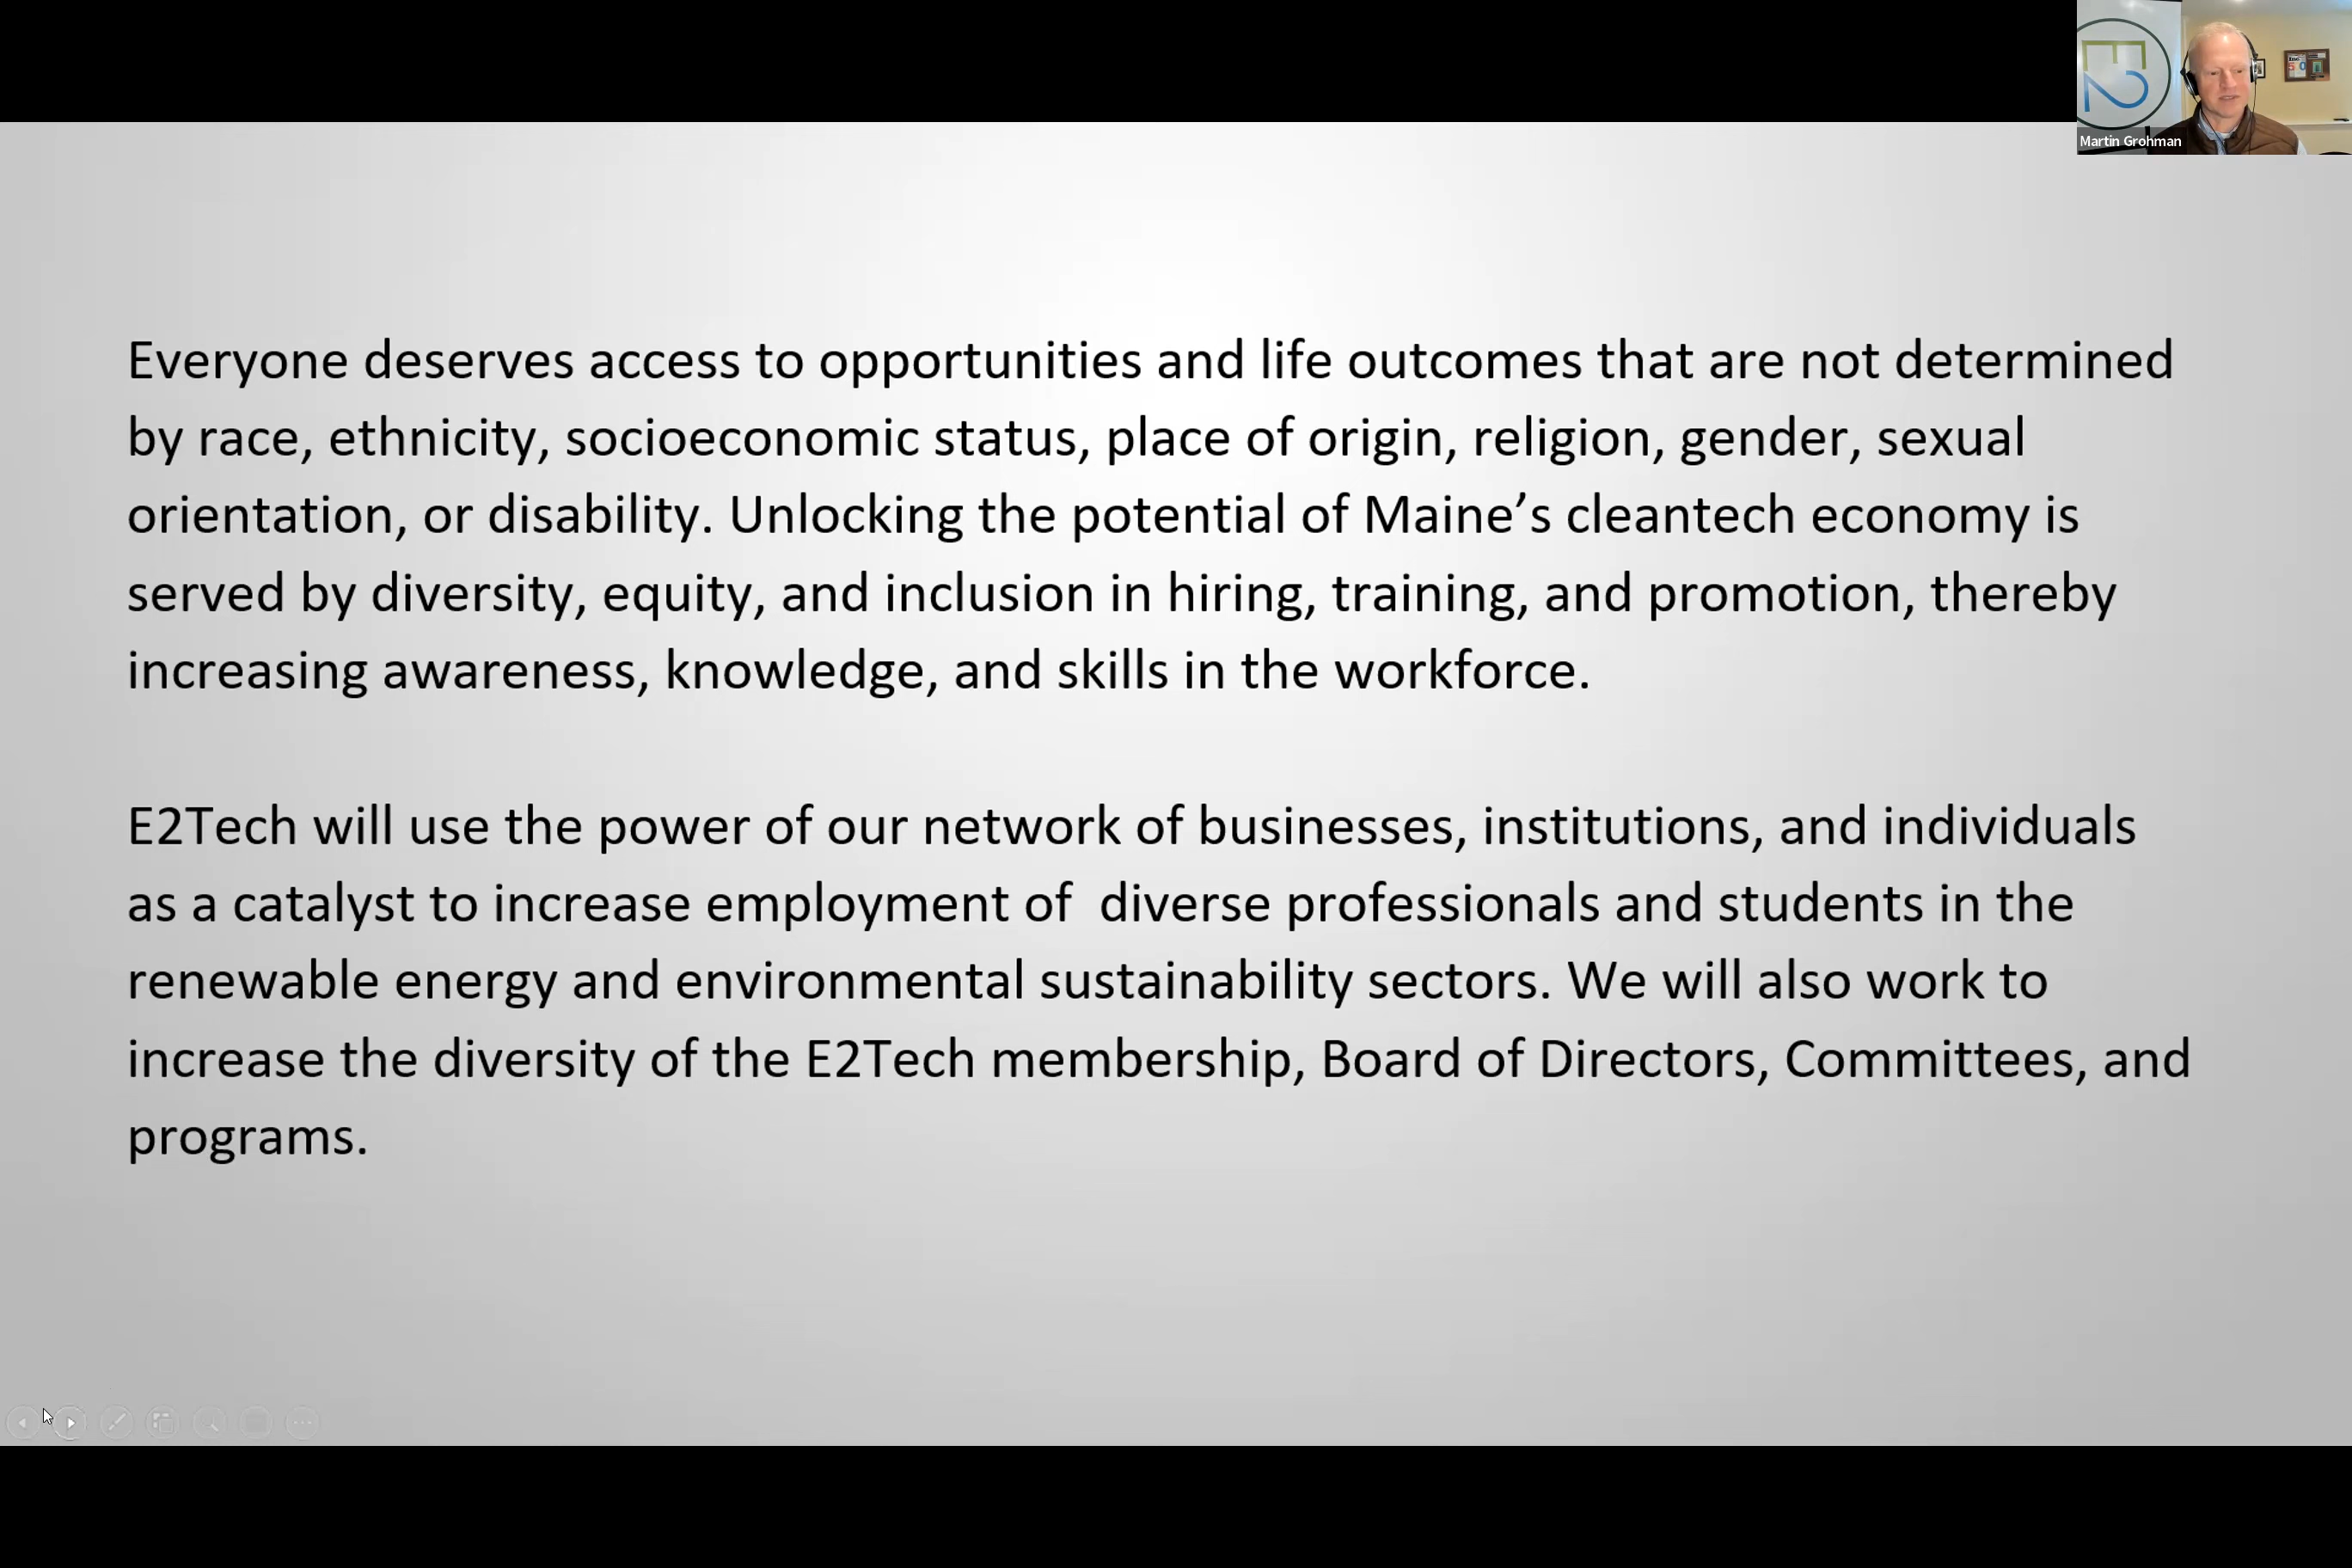 Martin Grohman
Everyone deserves access to opportunities and life outcomes that are not determined
by race, ethnicity, socioeconomic status, place of origin, religion, gender, sexual
orientation, or disability. Unlocking the potential of Maine’s cleantech economy is
served by diversity, equity, and inclusion in hiring, training, and promotion, thereby
increasing awareness, knowledge, and skills in the workforce.
E2Tech will use the power of our network of businesses, institutions, and individuals
as a catalyst to increase employment of  diverse professionals and students in the
renewable energy and environmental sustainability sectors. We will also work to
increase the diversity of the E2Tech membership, Board of Directors, Committees, and
programs.